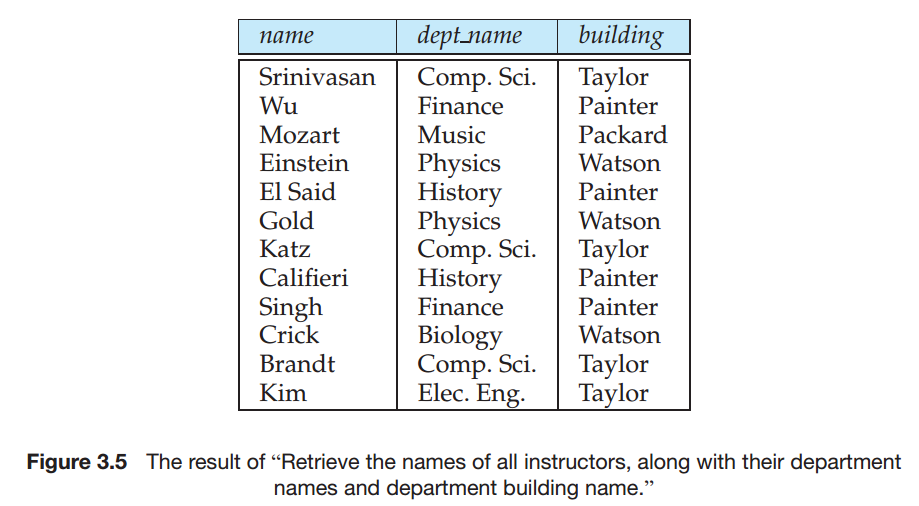 name dept_name building
Srinivasan Comp. Sci. Taylor
Wu Finance Painter
Mozart Music Packard
Einstein Physics Watson
El Said History Painter
Gold Physics Watson
Katz Comp. Sci. Taylor
Califieri History Painter
Singh Finance Painter
Crick Biology Watson
Brandt Comp. Sci. Taylor
Kim Elec. Eng. Taylor
Figure 3.5 The result of “Retrieve the names of all instructors, along with their department
names and department building name.”